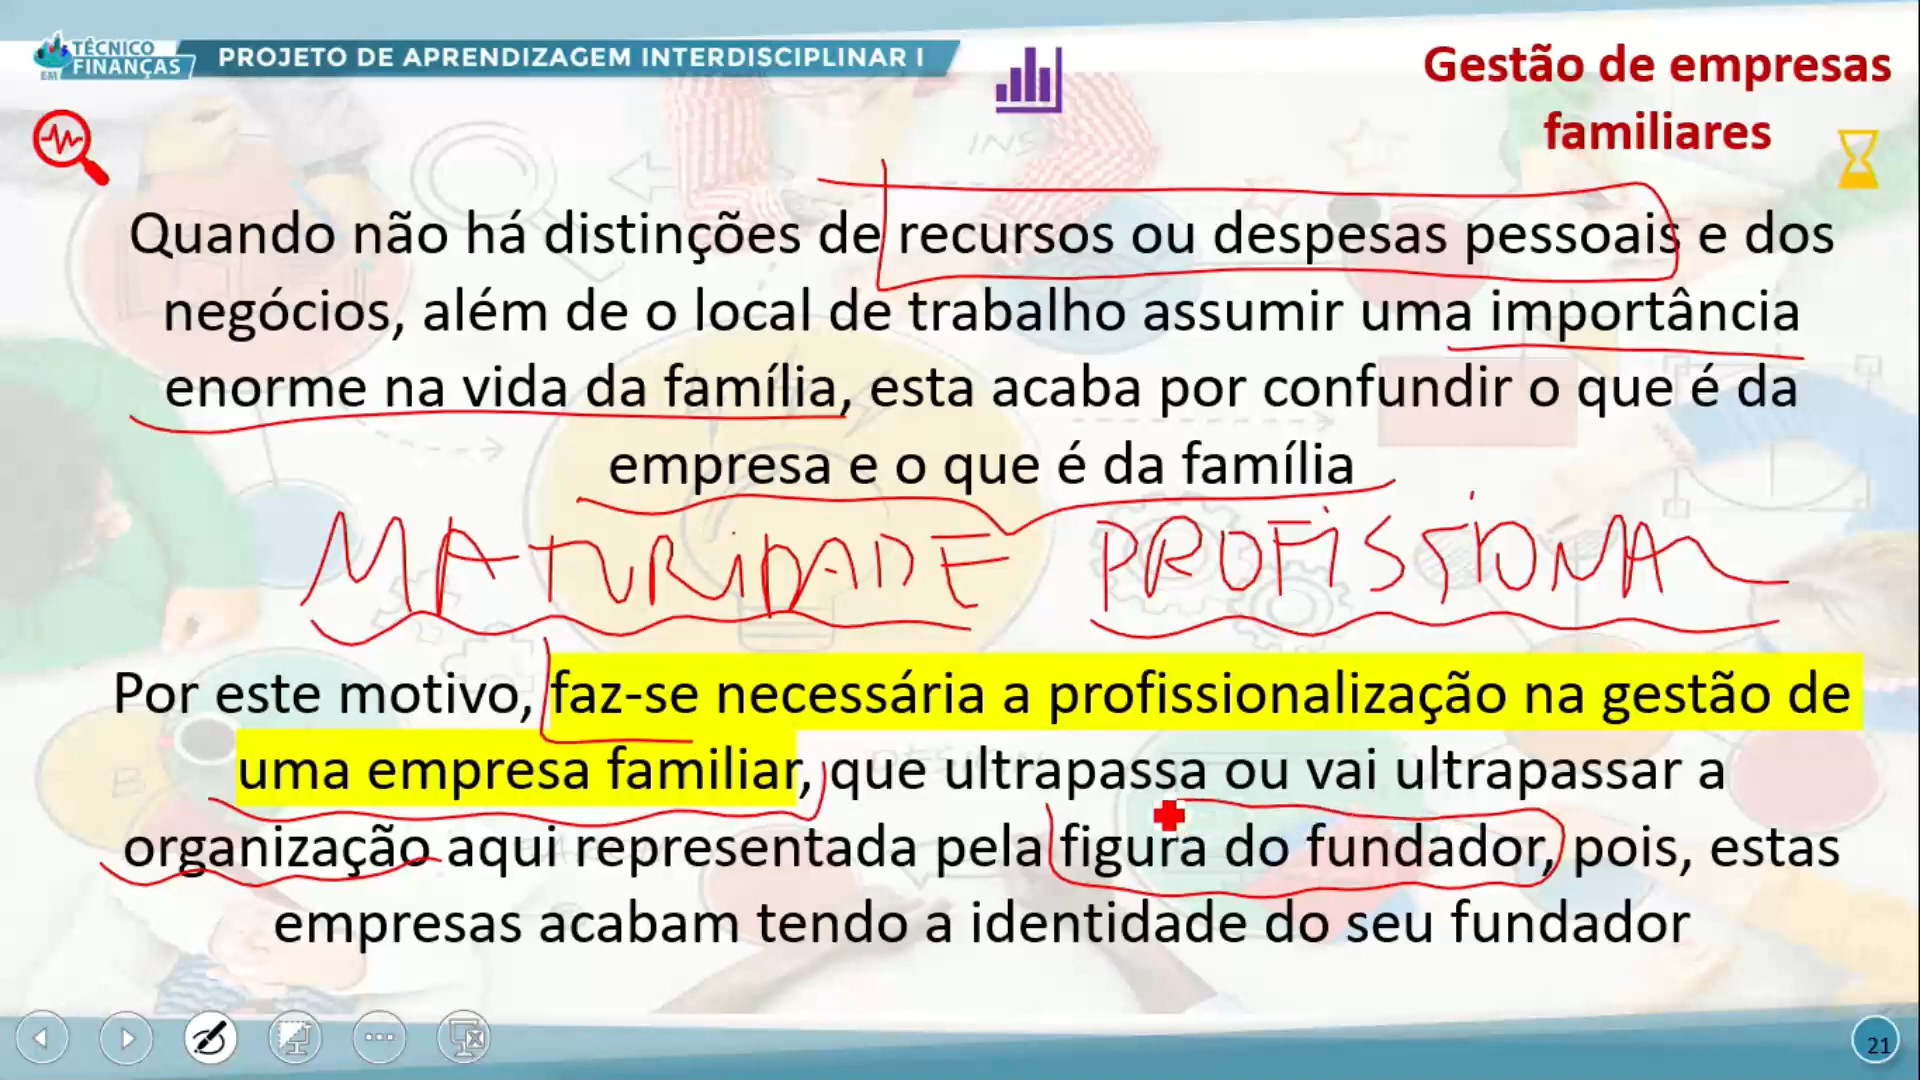 TÉCNICO
EM FINANÇAS
PROJETO DE APRENDIZAGEM INTERDISCIPLINAR I
Gestão de empresas
familiares
INS
Quando não há distinções de recursos ou despesas pessoais e dos
negócios, além de o local de trabalho assumir uma importância
enorme na vida da família, esta acaba por confundir o que é da
empresa e o que é da família
MATURIDADE PROFISSIONAL
Por este motivo, faz-se necessária a profissionalização na gestão de
uma empresa familiar, que ultrapassa ou vai ultrapassar a
organização aqui representada pela figura do fundador, pois, estas
empresas acabam tendo a identidade do seu fundador
21